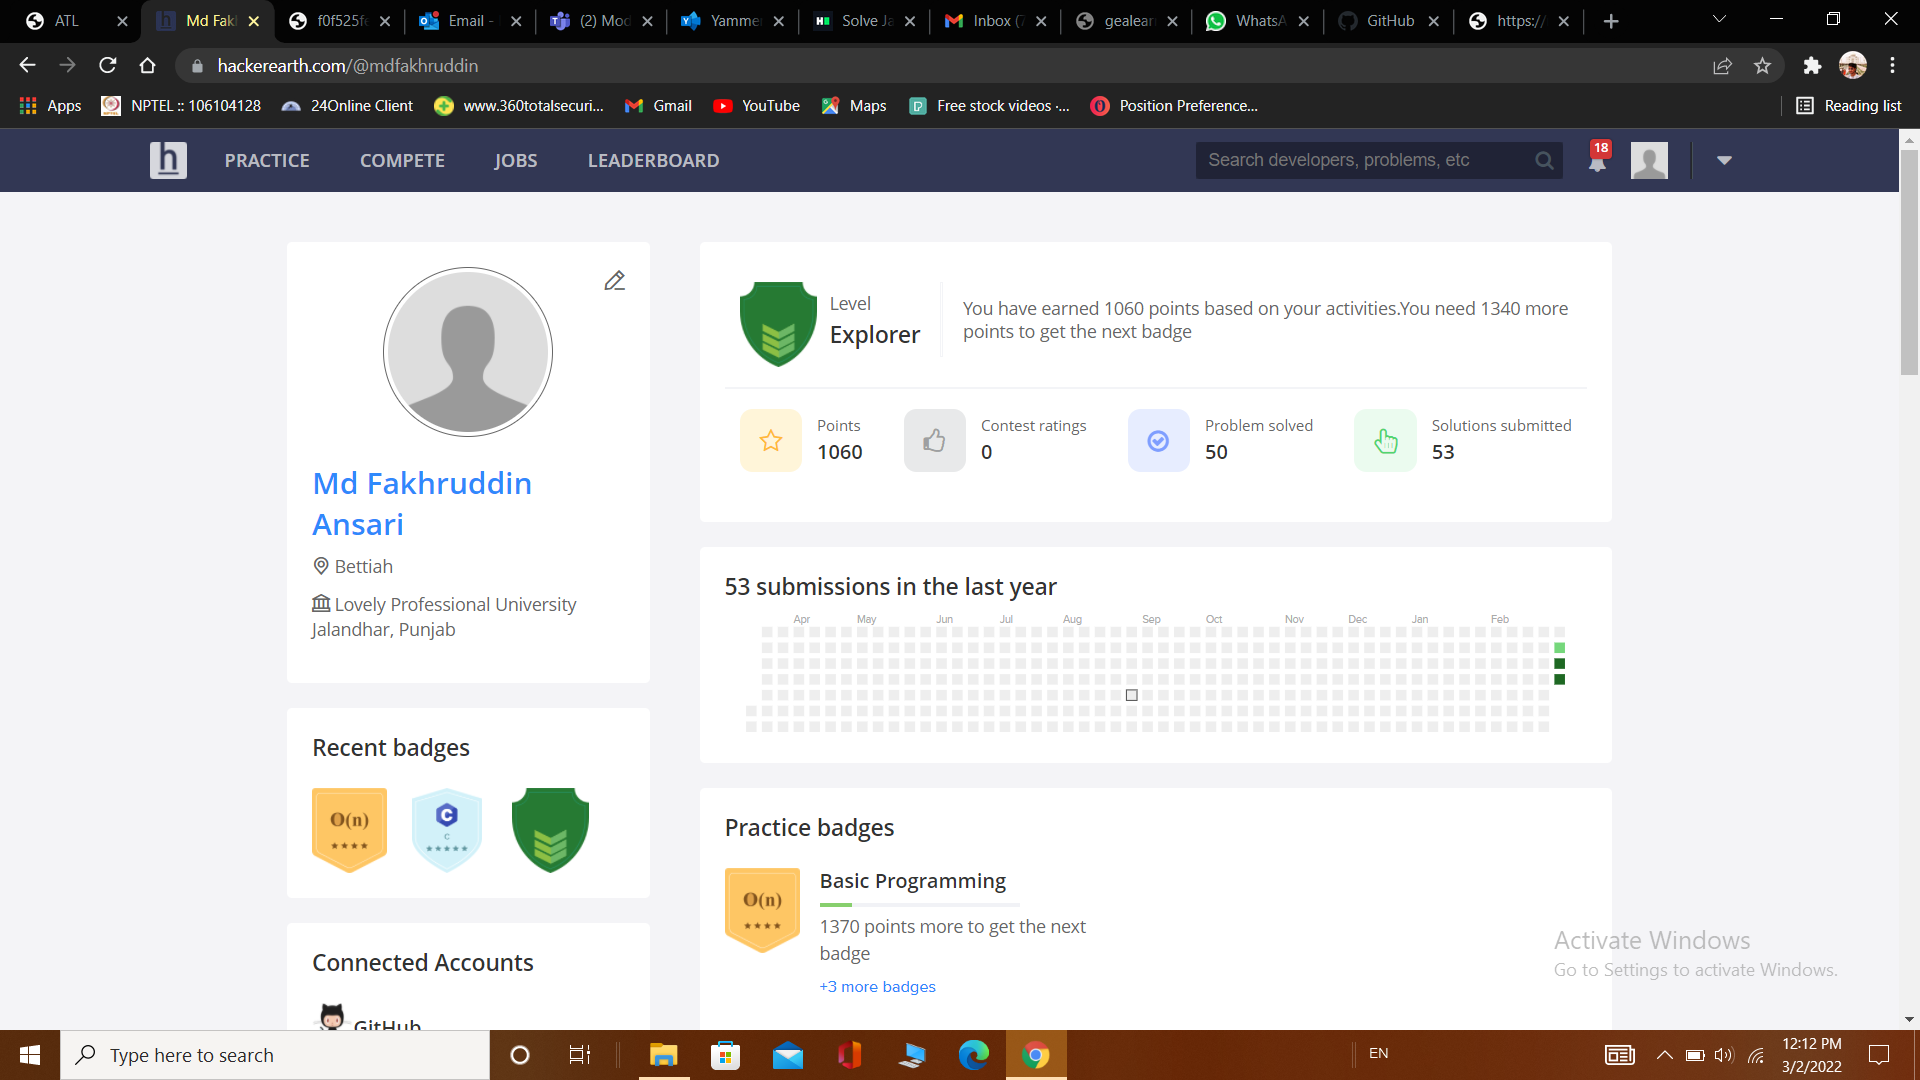 ATL
Md Fakl
f0f525fe
Email -
(2) Mod
Yammer
Solve Ja
Inbox (7
gealear
WhatsA
GitHub
https://
hackerearth.com/@mdfakhruddin
Apps
NPTEL :: 106104128
24Online Client
www.360totalsecuri...
Gmail
YouTube
Maps
Free stock videos ·...
Position Preference...
Reading list
h
PRACTICE
COMPETE
JOBS
LEADERBOARD
Search developers, problems, etc
18
Md Fakhruddin
Ansari
Bettiah
Lovely Professional University
Jalandhar, Punjab
Level
Explorer
You have earned 1060 points based on your activities.You need 1340 more
points to get the next badge
Points
1060
Contest ratings
0
Problem solved
50
Solutions submitted
53
53 submissions in the last year
Apr May Jun Jul Aug Sep Oct Nov Dec Jan Feb
Recent badges
O(n)
C
C
Practice badges
O(n)
Basic Programming
1370 points more to get the next
badge
+3 more badges
Connected Accounts
GitHub
Activate Windows
Go to Settings to activate Windows.
Type here to search
EN
12:12 PM
3/2/2022